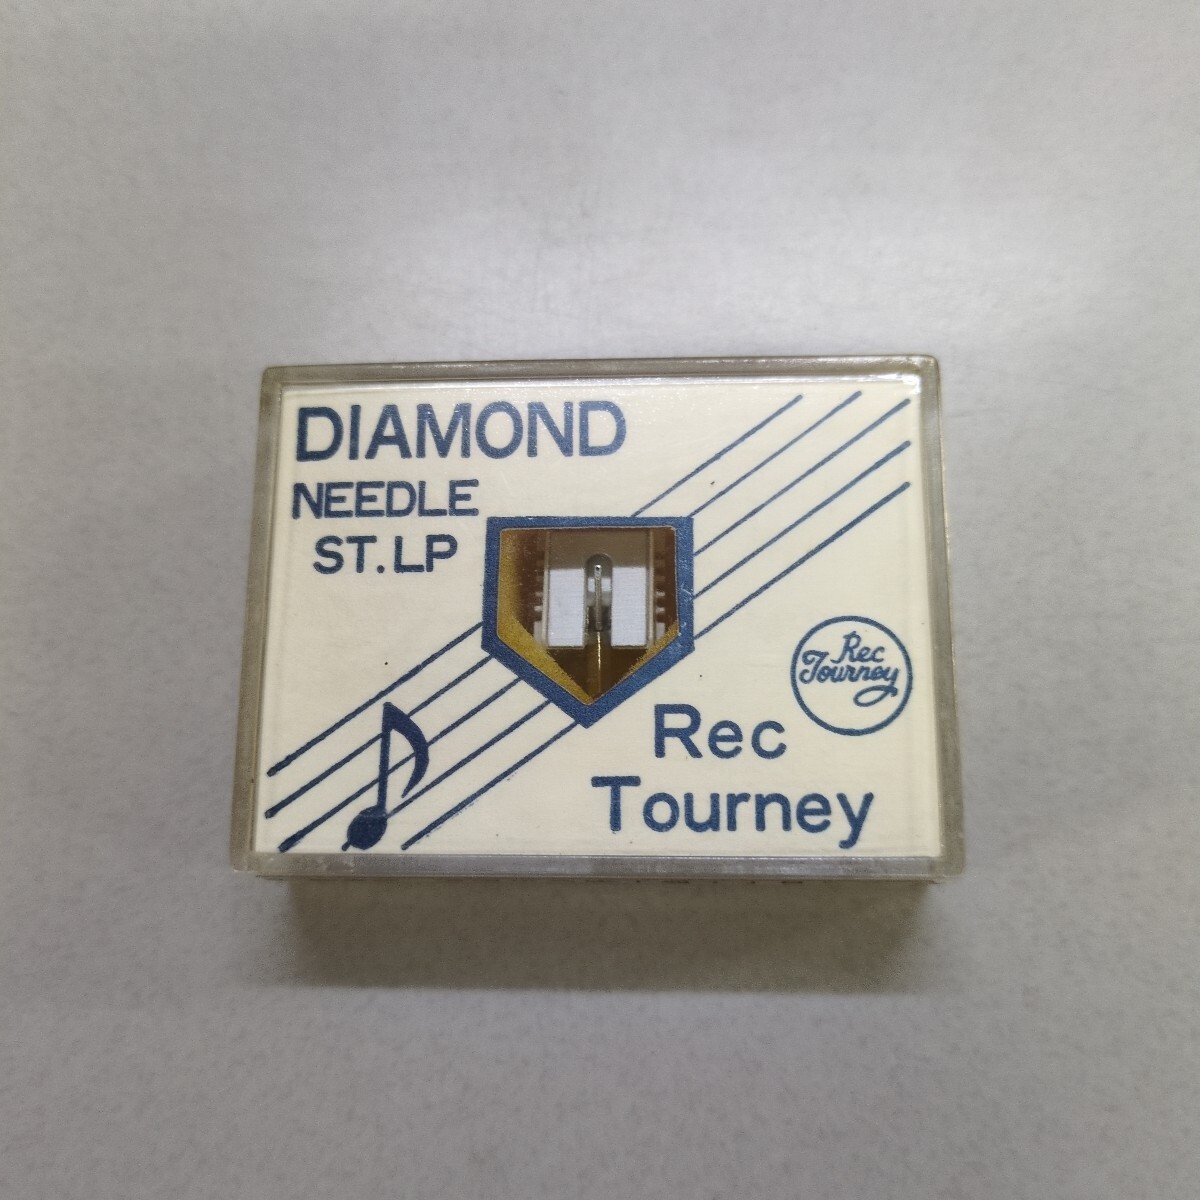 DIAMOND
NEEDLE
ST.LP
Rec
Tourney
Rec
Tourney